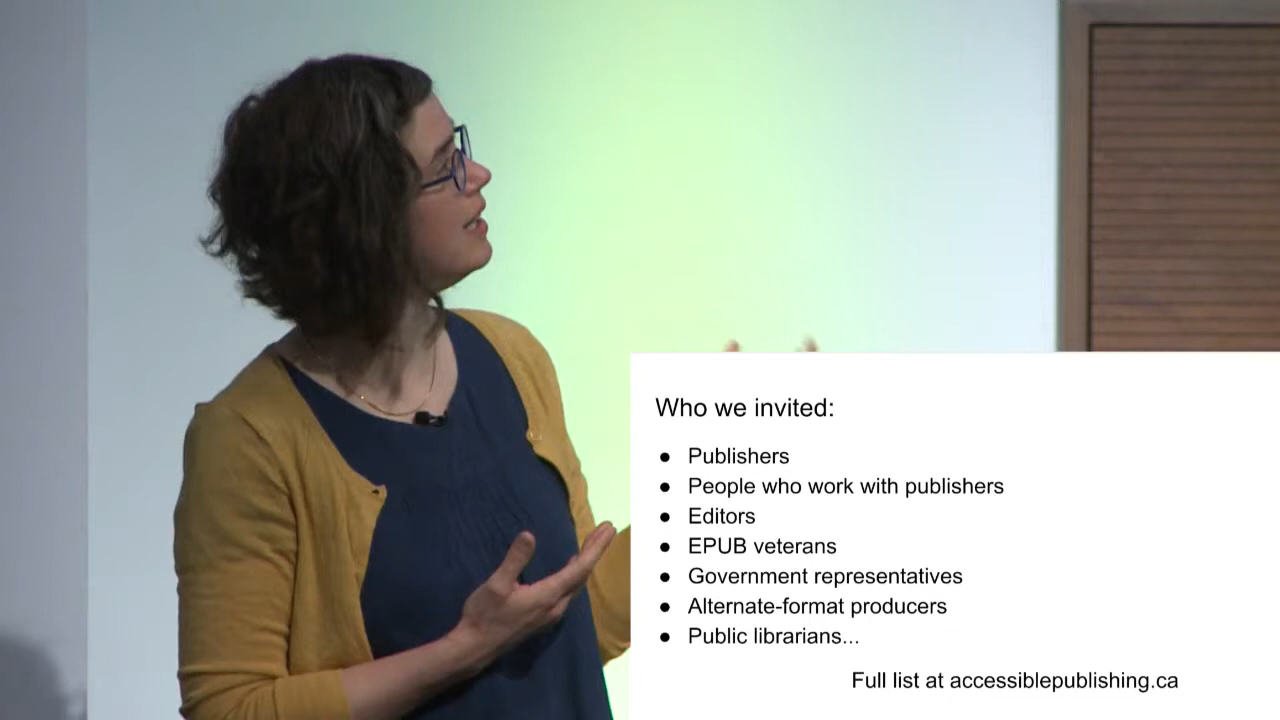 Who we invited:
● Publishers
● People who work with publishers
● Editors
● EPUB veterans
● Government representatives
● Alternate-format producers
● Public librarians...
Full list at accessiblepublishing.ca